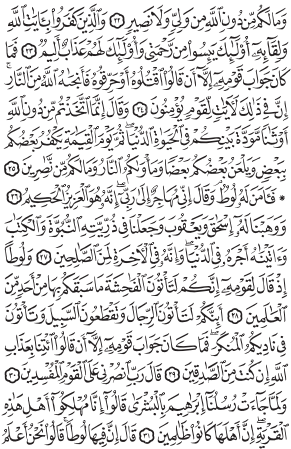 وَمَا لَكُم مِّن دُونِ ٱللَّهِ مِن وَلِيٍّ وَلَا نَصِيرٍ ٢٢ وَٱلَّذِينَ كَفَرُوا۟ بِـَٔايَـٰتِ ٱللَّهِ
وَلِقَآئِهِۦٓ أُو۟لَـٰٓئِكَ يَئِسُوا۟ مِن رَّحْمَتِى وَأُو۟لَـٰٓئِكَ لَهُمْ عَذَابٌ أَلِيمٌ ٢٣ فَمَا
كَانَ جَوَابَ قَوْمِهِۦٓ إِلَّآ أَن قَالُوا۟ ٱقْتُلُوهُ أَوْ حَرِّقُوهُ فَأَنجَىٰهُ ٱللَّهُ مِنَ ٱلنَّارِ ۚ
إِنَّ فِى ذَٰلِكَ لَـَٔايَـٰتٍ لِّقَوْمٍ يُؤْمِنُونَ ٢٤ وَقَالَ إِنَّمَا ٱتَّخَذْتُم مِّن دُونِ ٱللَّهِ
أَوْثَـٰنًا مَّوَدَّةَ بَيْنِكُمْ فِى ٱلْحَيَوٰةِ ٱلدُّنْيَا ۖ ثُمَّ يَوْمَ ٱلْقِيَـٰمَةِ يَكْفُرُ بَعْضُكُم
بِبَعْضٍ وَيَلْعَنُ بَعْضُكُم بَعْضًا وَمَأْوَىٰكُمُ ٱلنَّارُ وَمَا لَكُم مِّن نَّـٰصِرِينَ ٢٥
* فَـَٔامَنَ لَهُۥ لُوطٌ ۘ وَقَالَ إِنِّى مُهَاجِرٌ إِلَىٰ رَبِّىٓ ۖ إِنَّهُۥ هُوَ ٱلْعَزِيزُ ٱلْحَكِيمُ ٢٦
وَوَهَبْنَا لَهُۥٓ إِسْحَـٰقَ وَيَعْقُوبَ وَجَعَلْنَا فِى ذُرِّيَّتِهِ ٱلنُّبُوَّةَ وَٱلْكِتَـٰبَ
وَءَاتَيْنَـٰهُ أَجْرَهُۥ فِى ٱلدُّنْيَا ۖ وَإِنَّهُۥ فِى ٱلْـَٔاخِرَةِ لَمِنَ ٱلصَّـٰلِحِينَ ٢٧ وَلُوطًا
إِذْ قَالَ لِقَوْمِهِۦٓ إِنَّكُمْ لَتَأْتُونَ ٱلْفَـٰحِشَةَ مَا سَبَقَكُم بِهَا مِنْ أَحَدٍ مِّنَ
ٱلْعَـٰلَمِينَ ٢٨ أَئِنَّكُمْ لَتَأْتُونَ ٱلرِّجَالَ وَتَقْطَعُونَ ٱلسَّبِيلَ وَتَأْتُونَ
فِى نَادِيكُمُ ٱلْمُنكَرَ ۖ فَمَا كَانَ جَوَابَ قَوْمِهِۦٓ إِلَّآ أَن قَالُوا۟ ٱئْتِنَا بِعَذَابِ
ٱللَّهِ إِن كُنتَ مِنَ ٱلصَّـٰدِقِينَ ٢٩ قَالَ رَبِّ ٱنصُرْنِى عَلَى ٱلْقَوْمِ ٱلْمُفْسِدِينَ ٣٠
وَلَمَّا جَآءَتْ رُسُلُنَآ إِبْرَٰهِيمَ بِٱلْبُشْرَىٰ قَالُوٓا۟ إِنَّا مُهْلِكُوٓا۟ أَهْلِ هَـٰذِهِ
ٱلْقَرْيَةِ ۖ إِنَّ أَهْلَهَا كَانُوا۟ ظَـٰلِمِينَ ٣١ قَالَ إِنَّ فِيهَا لُوطًا ۚ قَالُوا۟ نَحْنُ أَعْلَمُ